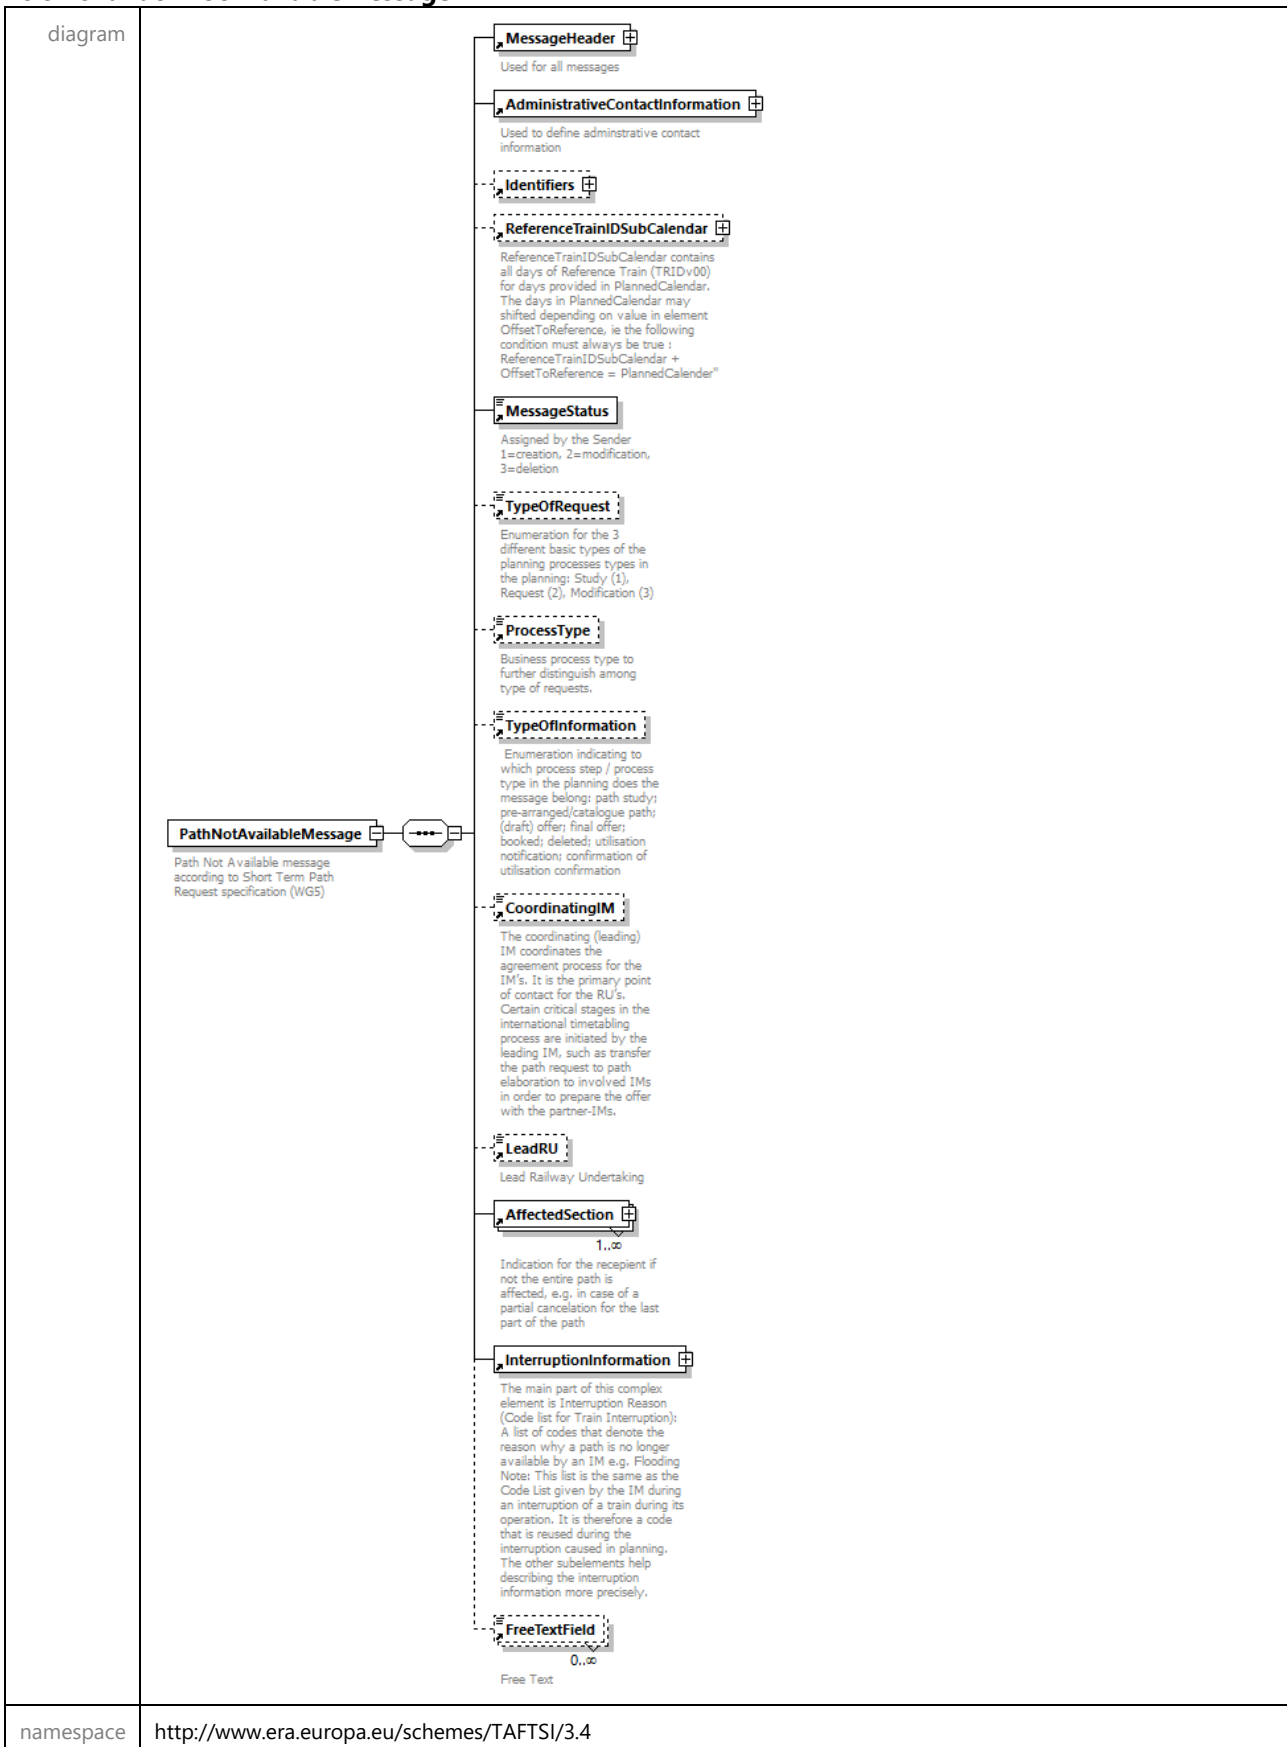 diagram
MessageHeader
Used for all messages
AdministrativeContactInformation
Used to define adminstrative contact
information
Identifiers
ReferenceTrainIDSubCalendar
ReferenceTrainIDSubCalendar contains
all days of Reference Train (TRIDv00)
for days provided in PlannedCalendar.
The days in PlannedCalendar may
shifted depending on value in element
OffsetToReference, ie the following
condition must always be true :
ReferenceTrainIDSubCalendar +
OffsetToReference = PlannedCalender"
MessageStatus
Assigned by the Sender
1=creation, 2=modification,
3=deletion
TypeOfRequest
Enumeration for the 3
different basic types of the
planning processes types in
the planning: Study (1),
Request (2), Modification (3)
ProcessType
Business process type to
further distinguish among
type of requests.
TypeOfInformation
Enumeration indicating to
which process step / process
type in the planning does the
message belong: path study;
pre-arranged/catalogue path;
(draft) offer; final offer;
booked; deleted; utilisation
notification; confirmation of
utilisation confirmation
PathNotAvailableMessage
Path Not Available message
according to Short Term Path
Request specification (WG5)
CoordinatingIM
The coordinating (leading)
IM coordinates the
agreement process for the
IM's. It is the primary point
of contact for the RU's.
Certain critical stages in the
international timetabling
process are initiated by the
leading IM, such as transfer
the path request to path
elaboration to involved IMs
in order to prepare the offer
with the partner-IMs.
LeadRU
Lead Railway Undertaking
AffectedSection
1..∞
Indication for the recepient if
not the entire path is
affected, e.g. in case of a
partial cancelation for the last
part of the path
InterruptionInformation
The main part of this complex
element is Interruption Reason
(Code list for Train Interruption):
A list of codes that denote the
reason why a path is no longer
available by an IM e.g. Flooding
Note: This list is the same as the
Code List given by the IM during
an interruption of a train during its
operation. It is therefore a code
that is reused during the
interruption caused in planning.
The other subelements help
describing the interruption
information more precisely.
FreeTextField
0..∞
Free Text
namespace
http://www.era.europa.eu/schemes/TAFTSI/3.4